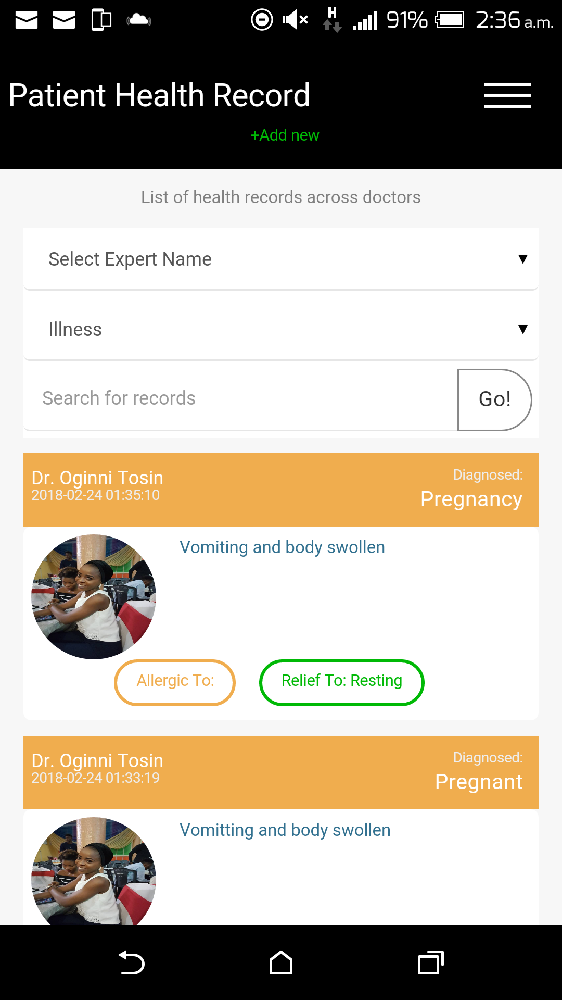 H
91%
2:36 a.m.
Patient Health Record
+Add new
List of health records across doctors
Select Expert Name
Illness
Search for records
Go!
Dr. Oginni Tosin
2018-02-24 01:35:10
Diagnosed:
Pregnancy
Vomiting and body swollen
Allergic To:
Relief To: Resting
Dr. Oginni Tosin
2018-02-24 01:33:19
Diagnosed:
Pregnant
Vomitting and body swollen